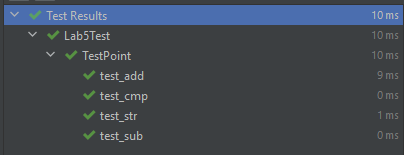 Test Results 10 ms
Lab5Test 10 ms
TestPoint 10 ms
test_add 9 ms
test_cmp 0 ms
test_str 1 ms
test_sub 0 ms